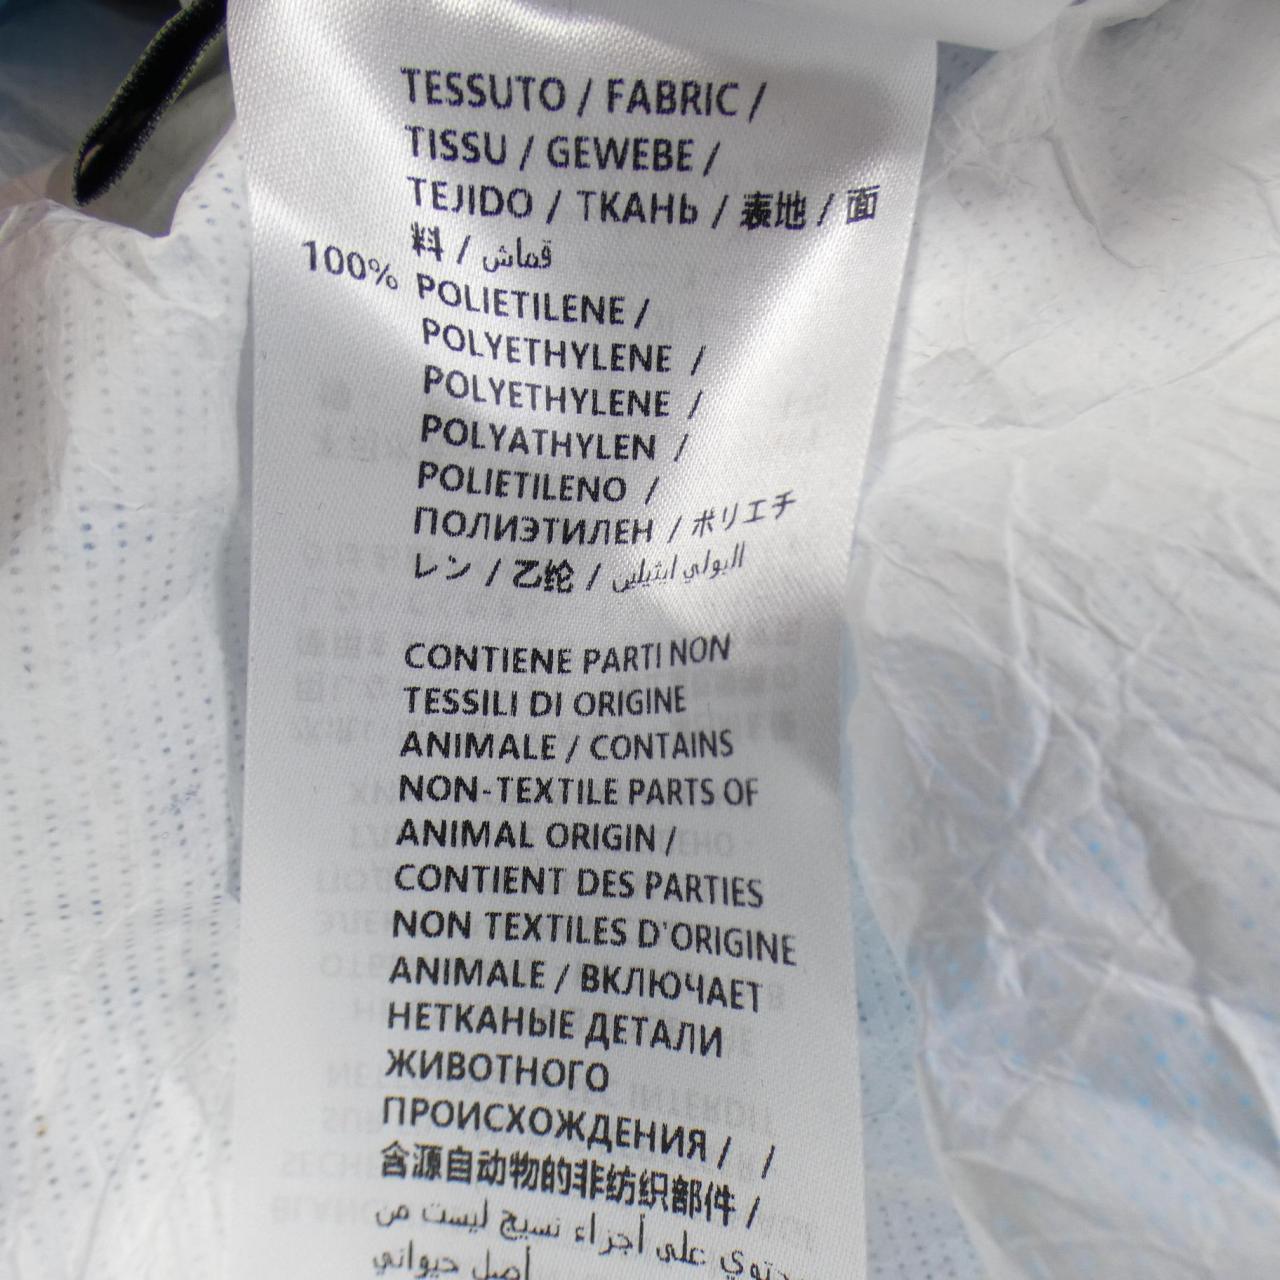 TESSUTO / FABRIC /
TISSU / GEWEBE /
TEJIDO / ТКАНЬ / 表地 / 面
料 / قماش
100% POLIETILENE /
POLYETHYLENE /
POLYETHYLENE /
POLYATHYLEN /
POLIETILENO /
ПОЛИЭТИЛЕН / ポリエチ
レン / 乙纶 / البولي ايثيلين
CONTIENE PARTI NON
TESSILI DI ORIGINE
ANIMALE / CONTAINS
NON-TEXTILE PARTS OF
ANIMAL ORIGIN /
CONTIENT DES PARTIES
NON TEXTILES D'ORIGINE
ANIMALE / ВКЛЮЧАЕТ
НЕТКАНЫЕ ДЕТАЛИ
ЖИВОТНОГО
ПРОИСХОЖДЕНИЯ / /
含源自动物的非纺织部件 /
على أجزاء نسيج ليست من
أصل حيواني